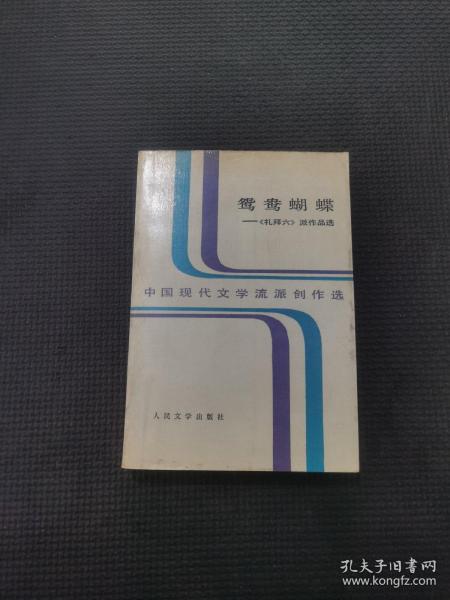 鸳鸯蝴蝶
——《礼拜六》派作品选
中国现代文学流派创作选
人民文学出版社
孔夫子旧书网
www.kongfz.com